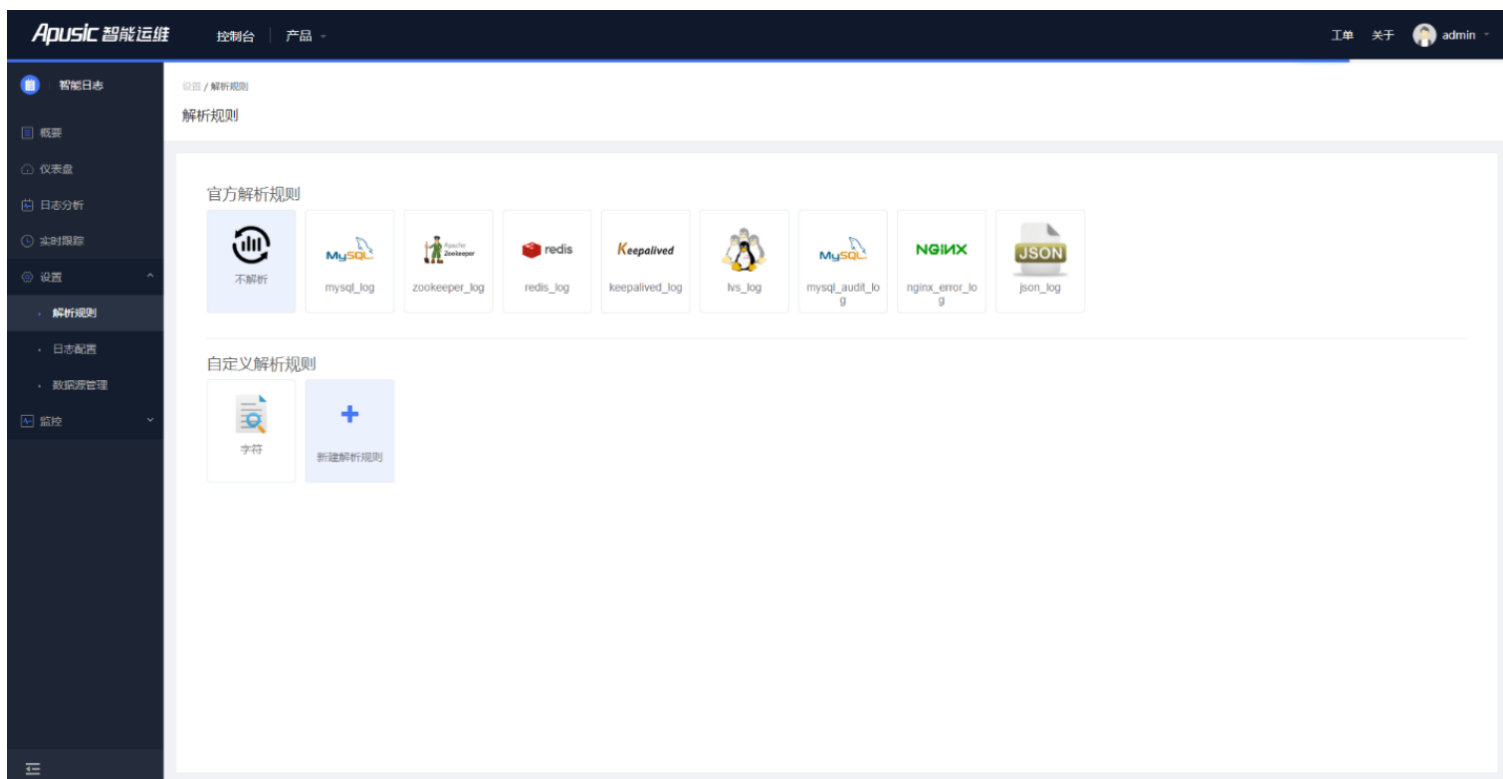 Apusic 智能运维
控制台
产品
工单
关于
admin
智能日志
概要
仪表盘
日志分析
实时跟踪
设置
解析规则
日志配置
数据源管理
监控
设置 / 解析规则
解析规则
官方解析规则
不解析
MySQL
mysql_log
Apache
Zookeeper
zookeeper_log
redis
redis_log
Keepalived
keepalived_log
lvs_log
MySQL
mysql_audit_lo
g
NGINX
nginx_error_lo
g
JSON
json_log
自定义解析规则
字符
新建解析规则